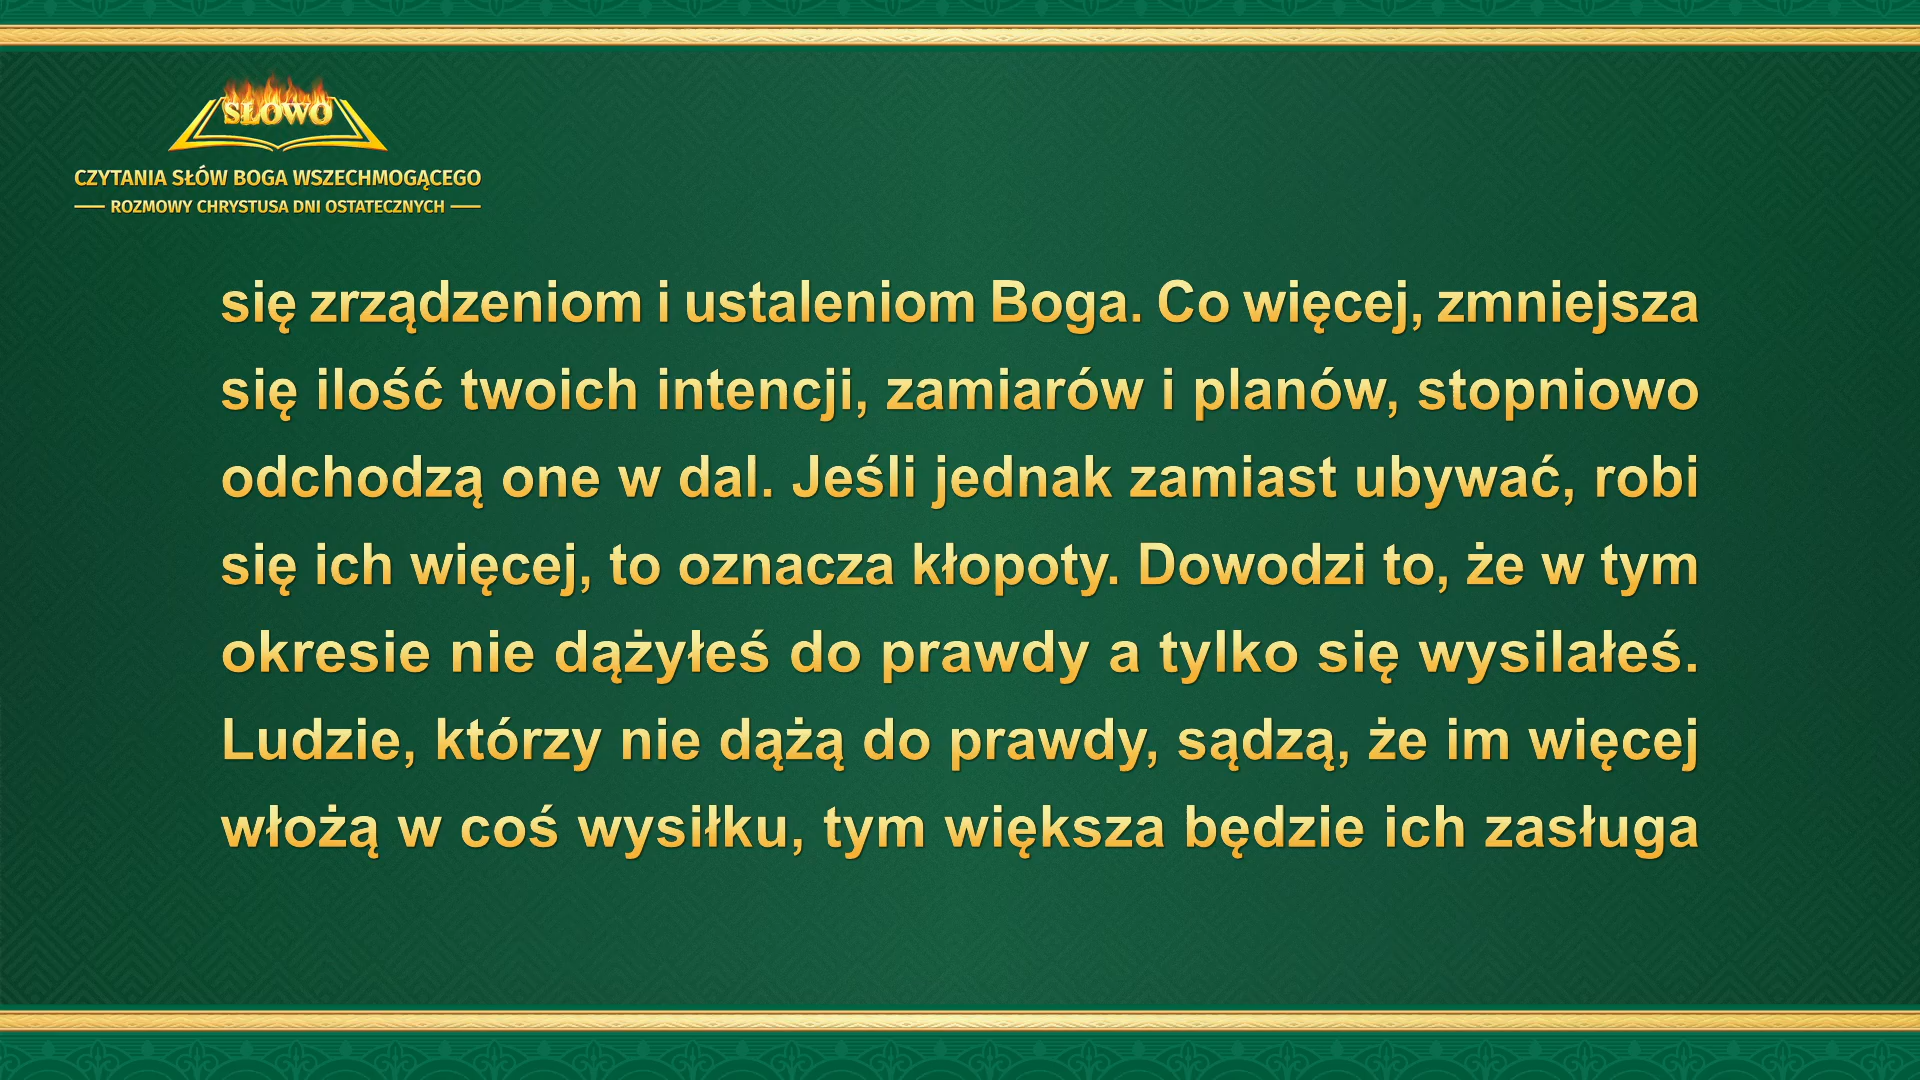 SŁOWO
CZYTANIA SŁÓW BOGA WSZECHMOGĄCEGO
ROZMOWY CHRYSTUSA DNI OSTATECZNYCH
się zrządzeniom i ustaleniom Boga. Co więcej, zmniejsza
się ilość twoich intencji, zamiarów i planów, stopniowo
odchodzą one w dal. Jeśli jednak zamiast ubywać, robi
się ich więcej, to oznacza kłopoty. Dowodzi to, że w tym
okresie nie dążyłeś do prawdy a tylko się wysilałeś.
Ludzie, którzy nie dążą do prawdy, sądzą, że im więcej
włożą w coś wysiłku, tym większa będzie ich zasługa